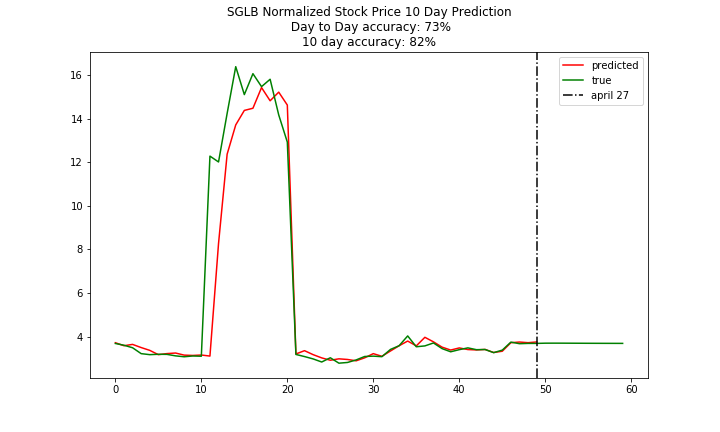 SGLB Normalized Stock Price 10 Day Prediction
Day to Day accuracy: 73%
10 day accuracy: 82%
predicted
true
april 27
16
14
12
10
8
6
4
0
10
20
30
40
50
60